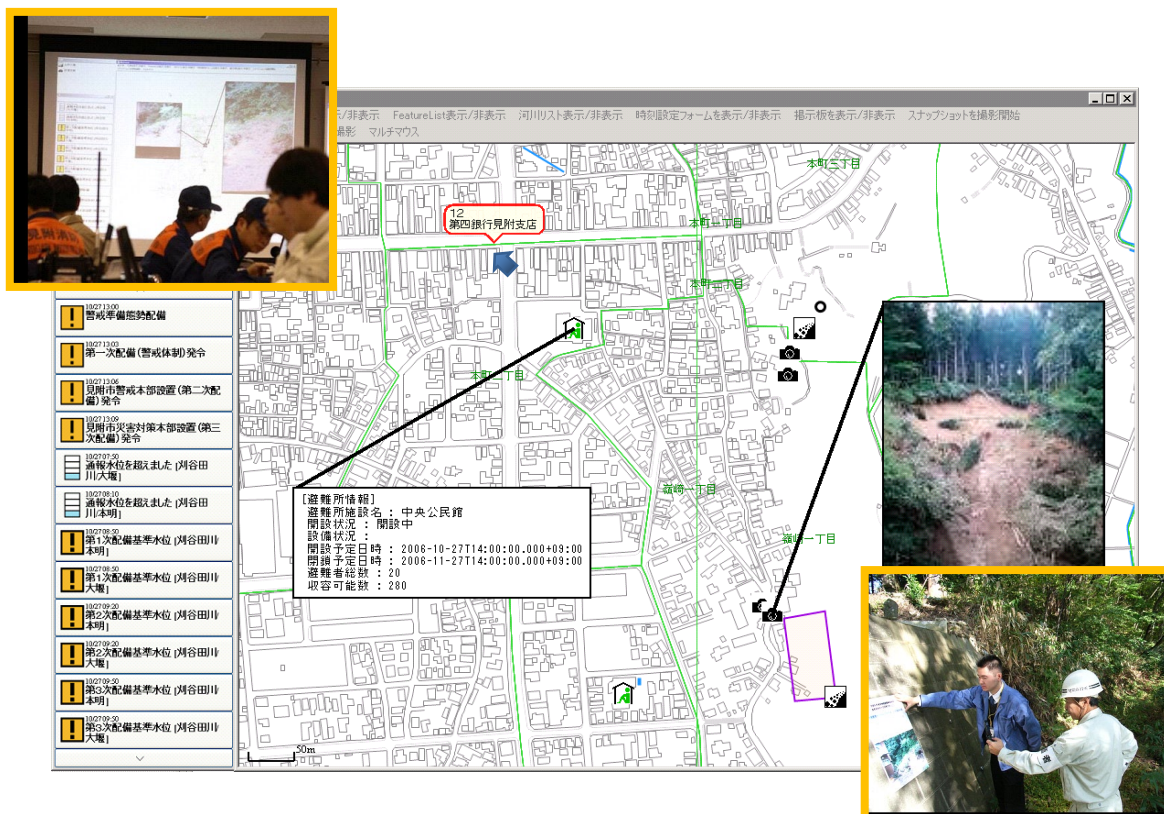 示/非表示 FeatureList表示/非表示 河川リスト表示/非表示 時刻設定フォームを表示/非表示 掲示板を表示/非表示 スナップショットを撮影開始
撮影 マルチマウス
本町三丁目
12
第四銀行見附支店
本町一丁目
本町一丁目
本町二丁目
嶺崎一丁目
嶺崎一丁目
10/27 13:00
警戒準備態勢配備
10/27 13:03
第一次配備(警戒体制)発令
10/27 13:06
見附市警戒本部設置(第二次配
備)発令
10/27 13:09
見附市災害対策本部設置(第三
次配備)発令
10/27 07:50
通報水位を超えました [刈谷田
川/大堰]
10/27 08:10
通報水位を超えました [刈谷田
川/本明]
10/27 08:50
第1次配備基準水位 [刈谷田川/
本明]
10/27 08:50
第1次配備基準水位 [刈谷田川/
大堰]
10/27 09:20
第2次配備基準水位 [刈谷田川/
本明]
10/27 09:20
第2次配備基準水位 [刈谷田川/
大堰]
10/27 09:50
第3次配備基準水位 [刈谷田川/
本明]
10/27 09:50
第3次配備基準水位 [刈谷田川/
大堰]
[避難所情報]
避難所施設名 : 中央公民館
開設状況 : 開設中
設備状況 :
開設予定日時 : 2006-10-27T14:00:00.000+09:00
閉鎖予定日時 : 2006-11-27T14:00:00.000+09:00
避難者総数 : 20
収容可能数 : 280
50m
見附消防